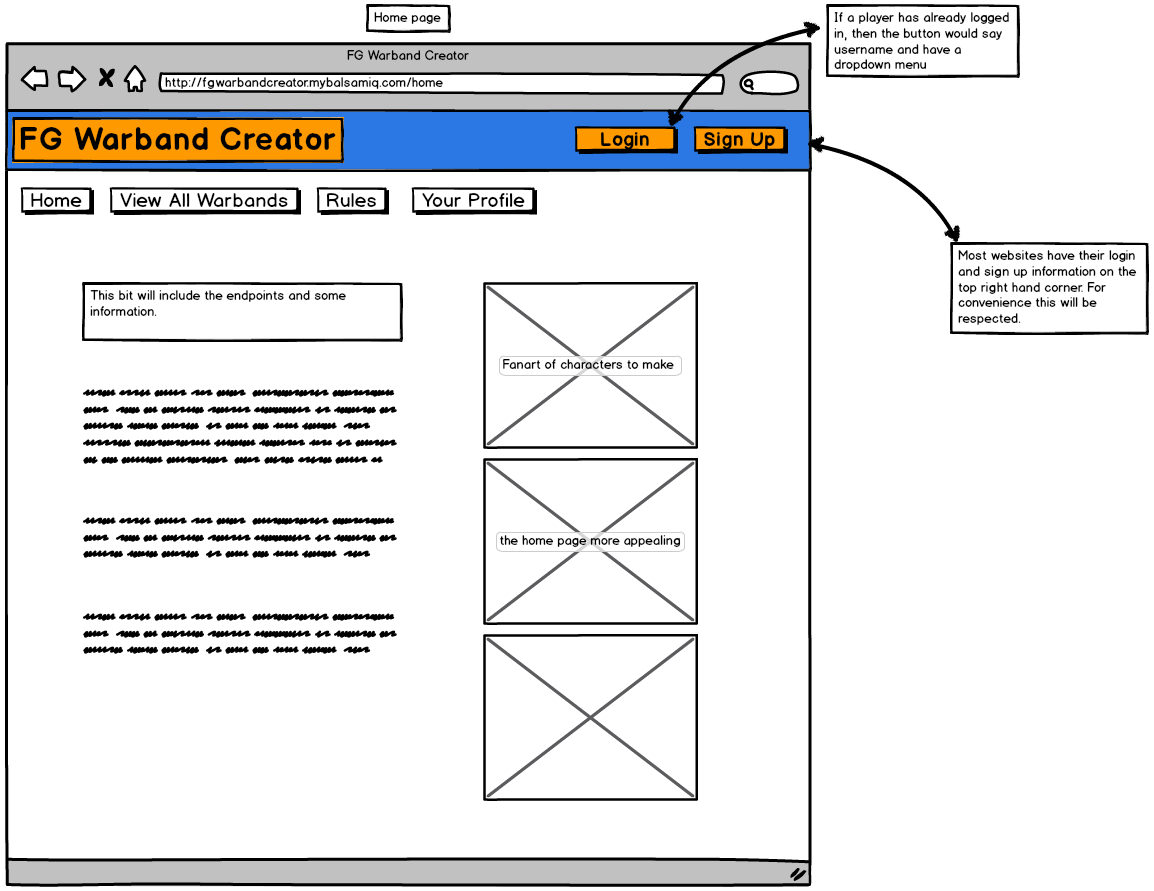 Home page
If a player has already logged
in, then the button would say
username and have a
dropdown menu
FG Warband Creator
http://fgwarbandcreator.mybalsamiq.com/home
FG Warband Creator
Login
Sign Up
Home
View All Warbands
Rules
Your Profile
Most websites have their login
and sign up information on the
top right hand corner. For
convenience this will be
respected.
This bit will include the endpoints and some
information.
Fanart of characters to make
the home page more appealing